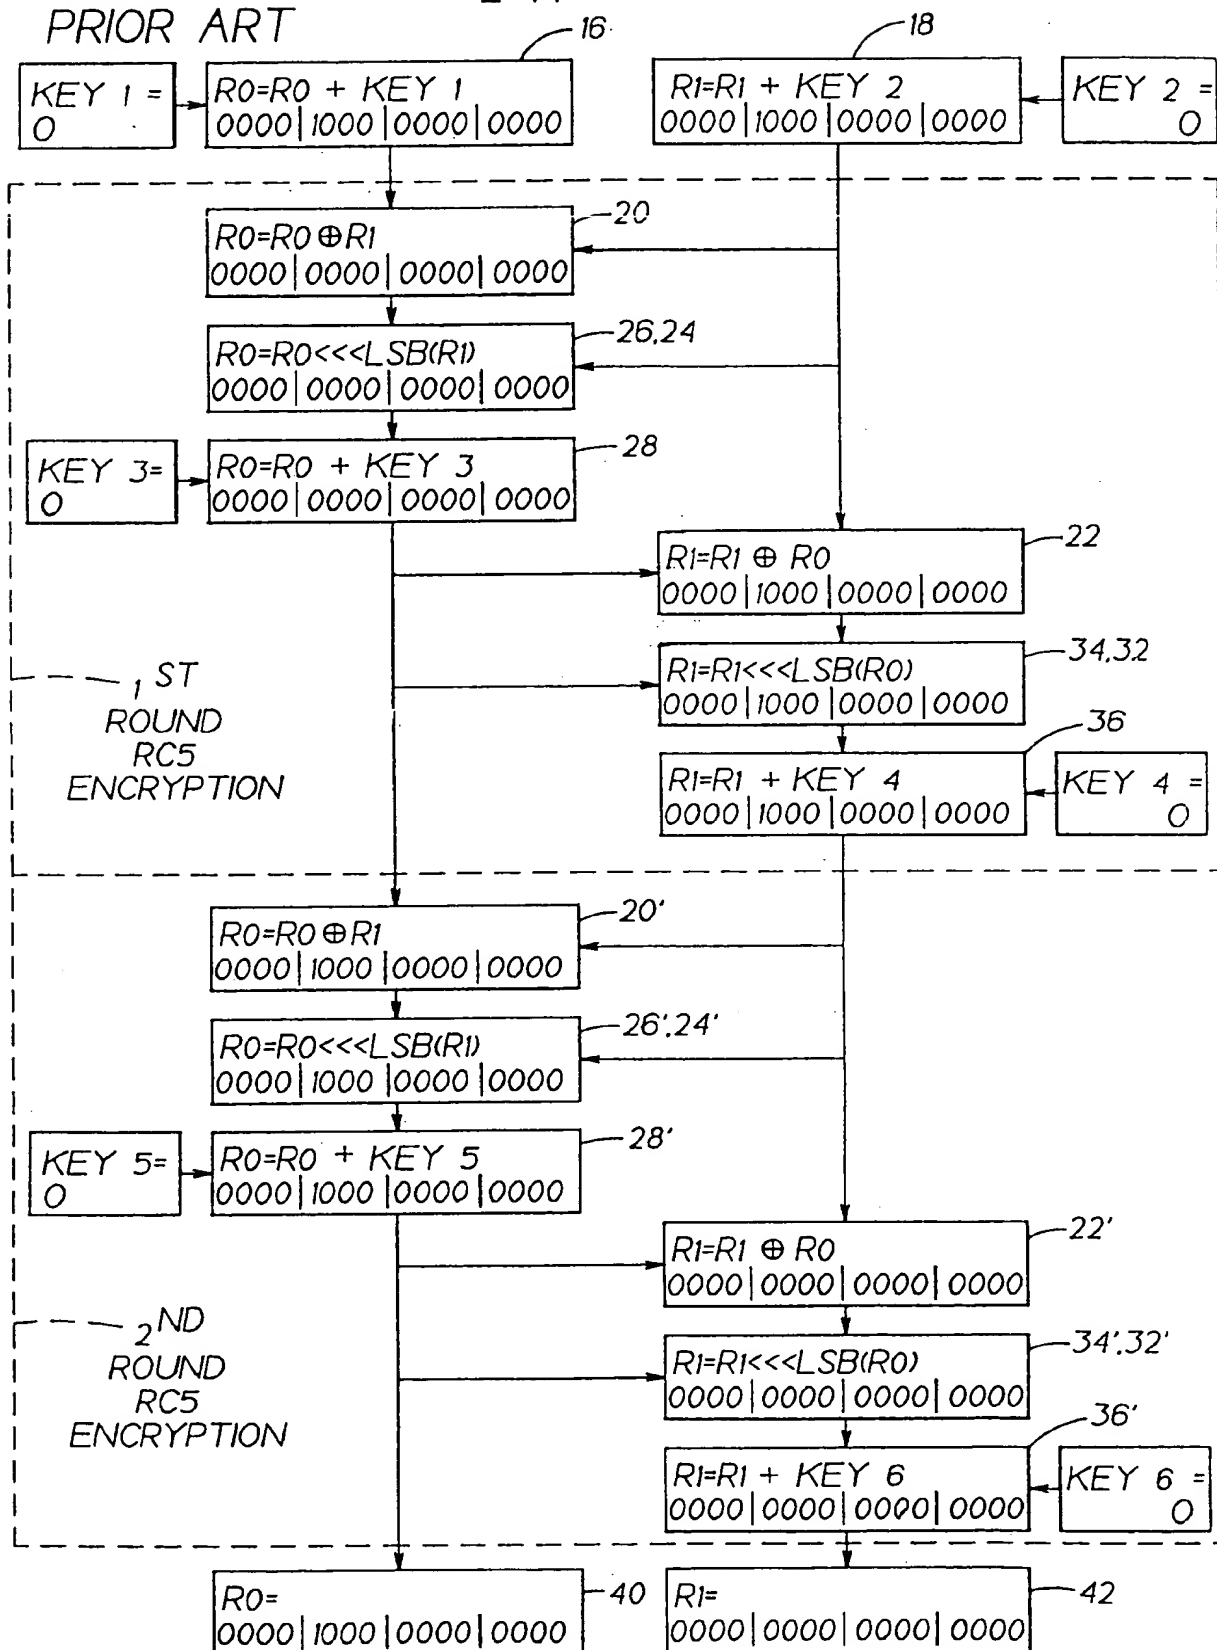 PRIOR ART
16
18
KEY 1 =
0
R0=R0 + KEY 1
0000|1000|0000|0000
R1=R1 + KEY 2
0000|1000|0000|0000
KEY 2 =
0
20
R0=R0⊕R1
0000|0000|0000|0000
26,24
R0=R0<<<LSB(R1)
0000|0000|0000|0000
28
KEY 3=
0
R0=R0 + KEY 3
0000|0000|0000|0000
22
R1=R1 ⊕ R0
0000|1000|0000|0000
34,32
R1=R1<<<LSB(R0)
0000|1000|0000|0000
1ST
ROUND
RC5
ENCRYPTION
36
R1=R1 + KEY 4
0000|1000|0000|0000
KEY 4 =
0
20'
R0=R0⊕R1
0000|1000|0000|0000
26',24'
R0=R0<<<LSB(R1)
0000|1000|0000|0000
28'
KEY 5=
0
R0=R0 + KEY 5
0000|1000|0000|0000
22'
R1=R1 ⊕ R0
0000|0000|0000|0000
34',32'
R1=R1<<<LSB(R0)
0000|0000|0000|0000
2ND
ROUND
RC5
ENCRYPTION
36'
R1=R1 + KEY 6
0000|0000|0000|0000
KEY 6 =
0
R0=
0000|1000|0000|0000
40
R1=
0000|0000|0000|0000
42